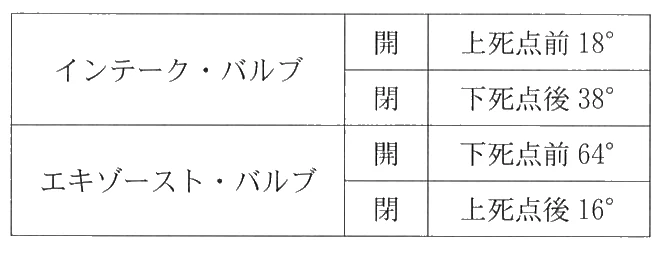 インテーク・バルブ
開 上死点前 18°
閉 下死点後 38°
エキゾースト・バルブ
開 下死点前 64°
閉 上死点後 16°